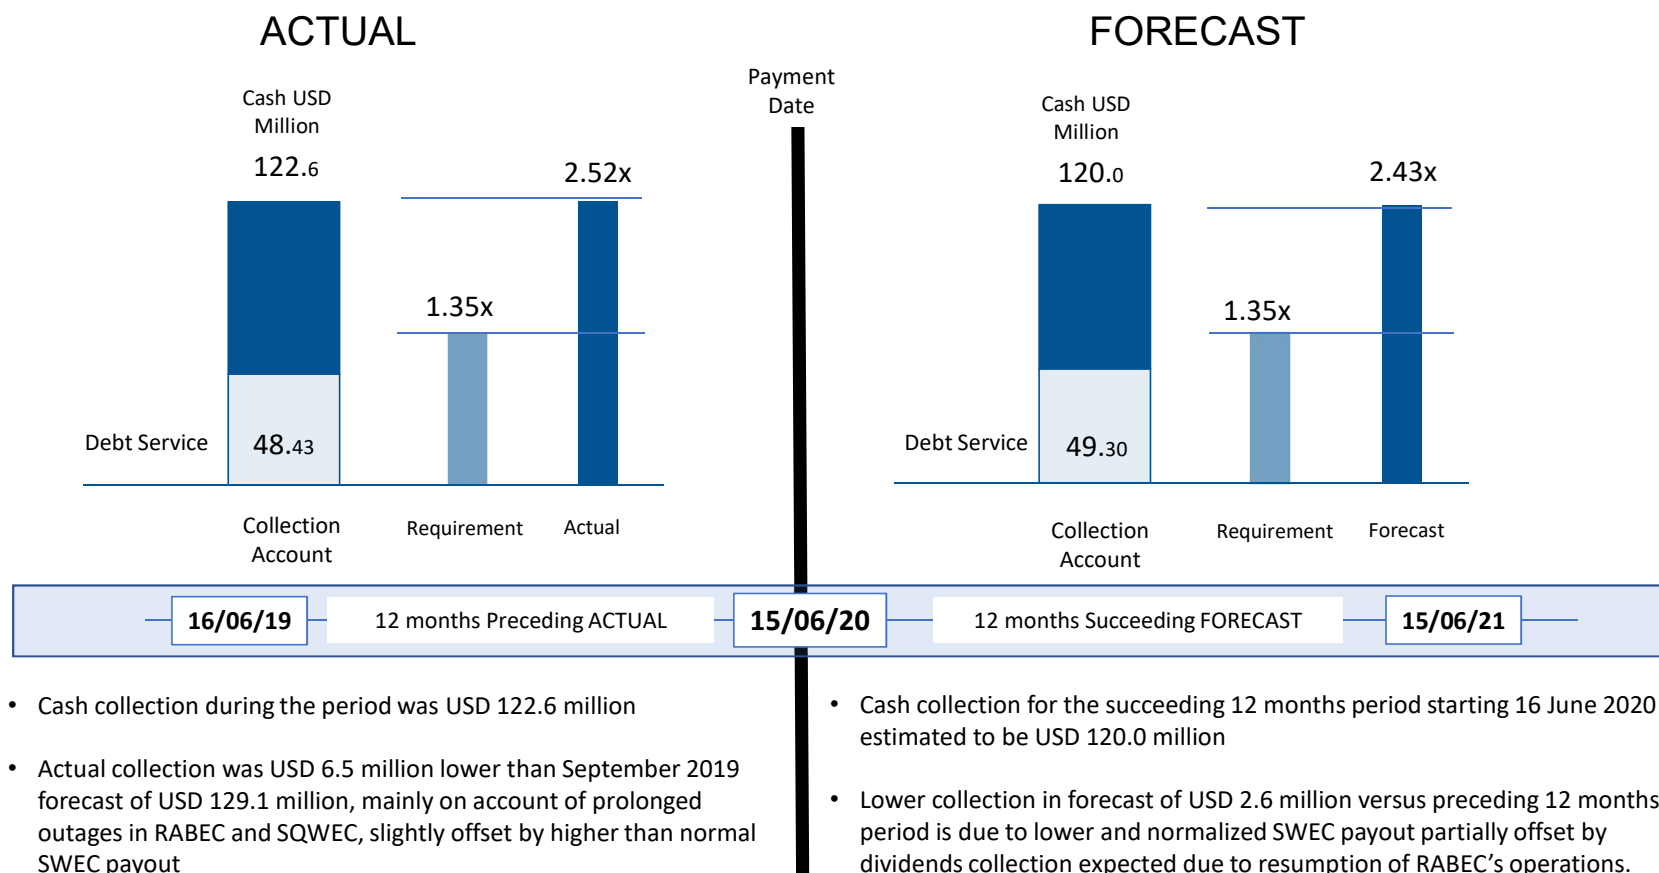 ACTUAL
Cash USD
Million
122.6
2.52x
1.35x
Debt Service
48.43
Collection
Account
Requirement
Actual
Payment
Date
FORECAST
Cash USD
Million
120.0
2.43x
1.35x
Debt Service
49.30
Collection
Account
Requirement
Forecast
16/06/19
12 months Preceding ACTUAL
15/06/20
12 months Succeeding FORECAST
15/06/21
• Cash collection during the period was USD 122.6 million
• Actual collection was USD 6.5 million lower than September 2019
forecast of USD 129.1 million, mainly on account of prolonged
outages in RABEC and SQWEC, slightly offset by higher than normal
SWEC payout
• Cash collection for the succeeding 12 months period starting 16 June 2020
estimated to be USD 120.0 million
• Lower collection in forecast of USD 2.6 million versus preceding 12 months
period is due to lower and normalized SWEC payout partially offset by
dividends collection expected due to resumption of RABEC's operations.